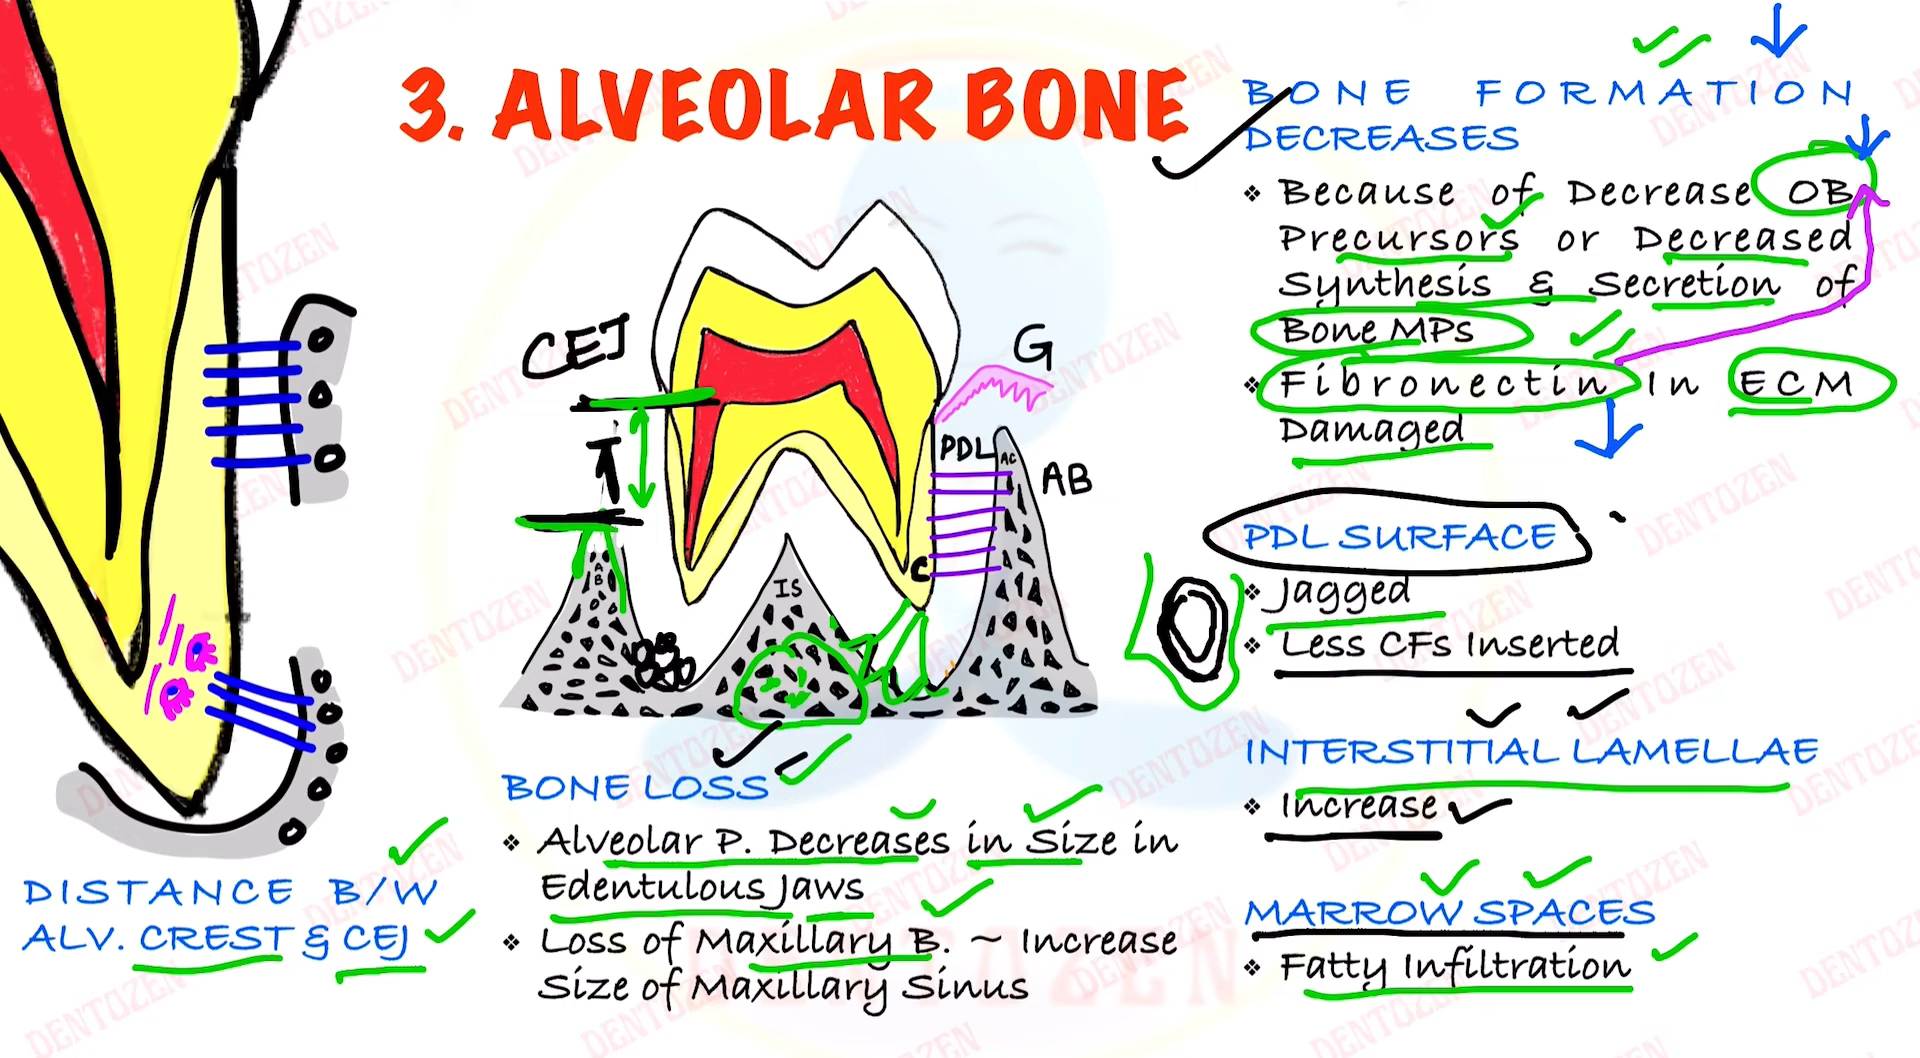 3. ALVEOLAR BONE
CEJ
G
PDL
AC
AB
A
B
IS
C
DISTANCE B/W
ALV. CREST & CEJ
BONE LOSS
❖ Alveolar P. Decreases in Size in
Edentulous Jaws
❖ Loss of Maxillary B. ~ Increase
Size of Maxillary Sinus
BONE FORMATION
DECREASES
❖ Because of Decrease OB
Precursors or Decreased
Synthesis & Secretion of
Bone MPs
❖ Fibronectin In ECM
Damaged
PDL SURFACE
❖ Jagged
❖ Less CFs Inserted
INTERSTITIAL LAMELLAE
❖ Increase
MARROW SPACES
❖ Fatty Infiltration
DENTOZEN